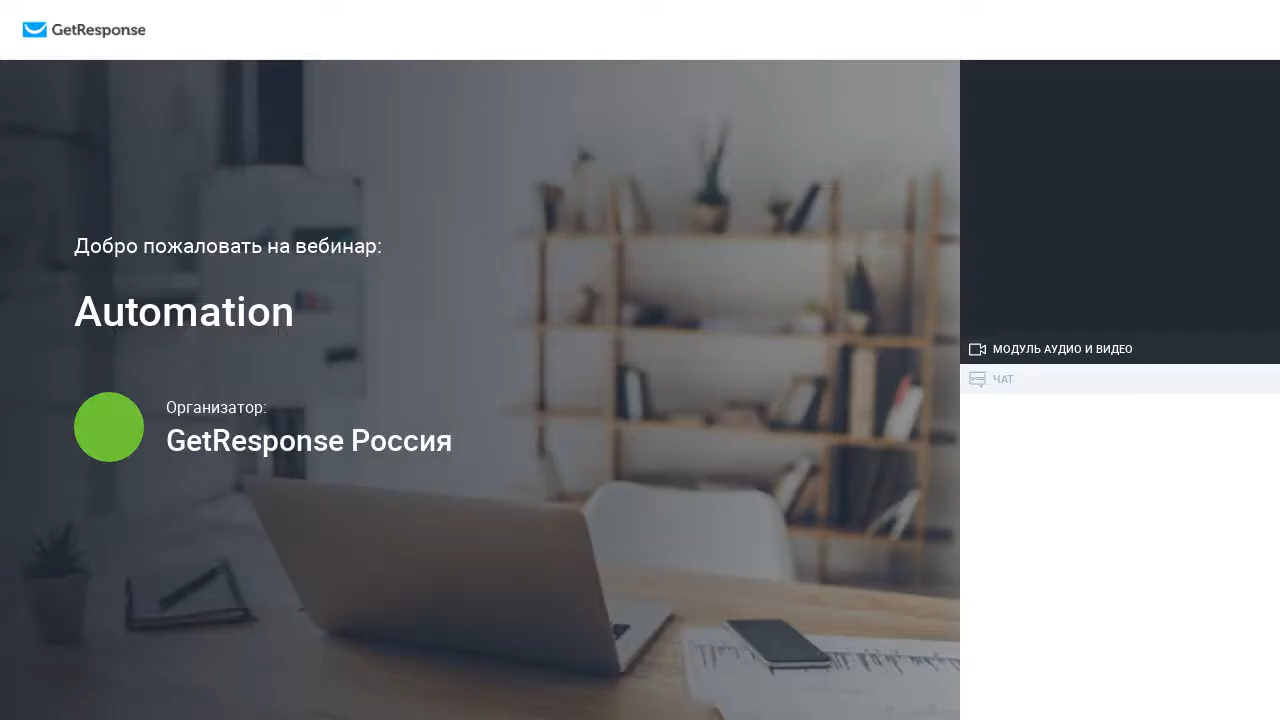 GetResponse
Добро пожаловать на вебинар:
Automation
Организатор:
GetResponse Россия
МОДУЛЬ АУДИО И ВИДЕО
ЧАТ